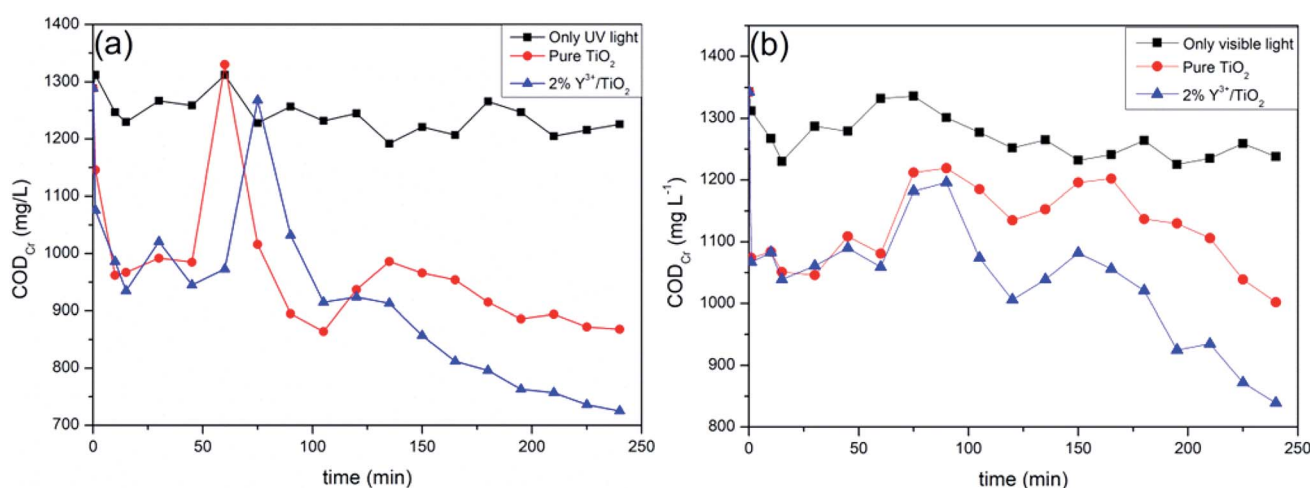 (a)
Only UV light
Pure TiO₂
2% Y³⁺/TiO₂
COD_Cr (mg/L)
1400
1300
1200
1100
1000
900
800
700
0 50 100 150 200 250
time (min)
(b)
Only visible light
Pure TiO₂
2% Y³⁺/TiO₂
COD_Cr (mg L⁻¹)
1400
1300
1200
1100
1000
900
800
0 50 100 150 200 250
time (min)